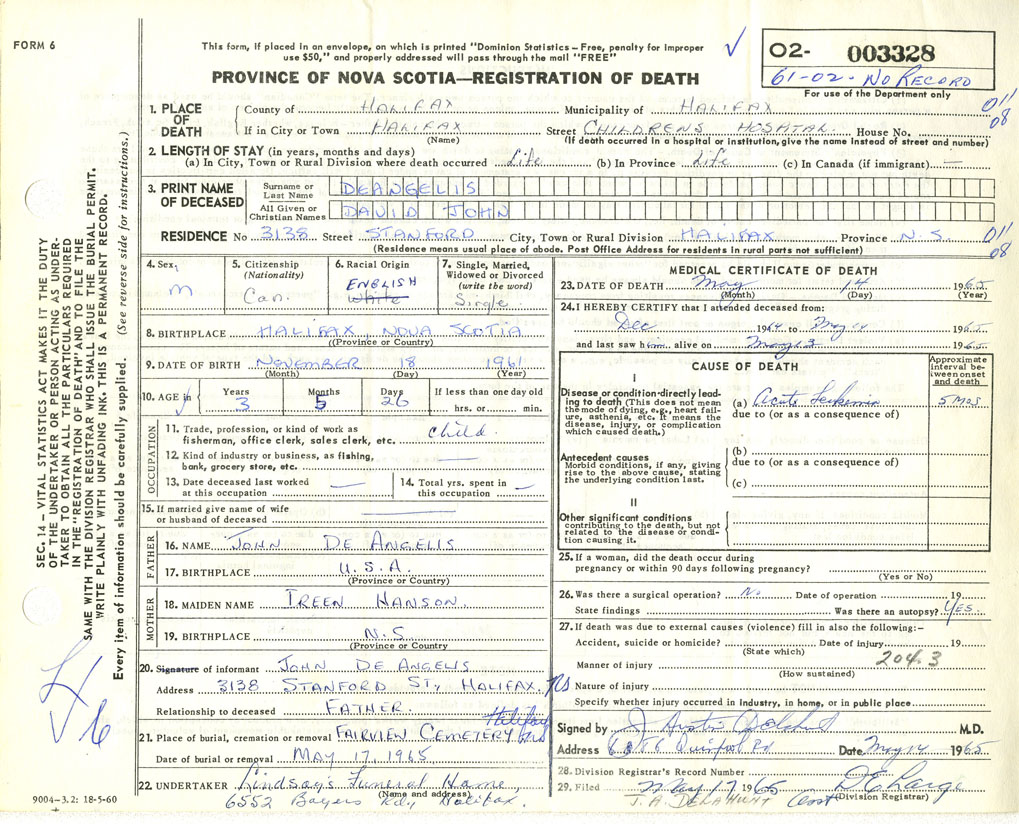 FORM 6
This form, if placed in an envelope, on which is printed "Dominion Statistics – Free, penalty for improper
use $50," and properly addressed will pass through the mail "FREE"
✓
PROVINCE OF NOVA SCOTIA—REGISTRATION OF DEATH
02- 003328
61-02- NO RECORD
For use of the Department only
011
08
1. PLACE OF DEATH
County of HALIFAX Municipality of HALIFAX
If in City or Town HALIFAX Street CHILDRENS HOSATAL. House No.
(Name) (If death occurred in a hospital or institution, give the name instead of street and number)
2. LENGTH OF STAY (in years, months and days)
(a) In City, Town or Rural Division where death occurred Life (b) In Province Life (c) In Canada (if immigrant) —
3. PRINT NAME OF DECEASED
Surname or Last Name DEANGELIS
All Given or Christian Names DAVID JOHN
RESIDENCE No 3138 Street STANFORD City, Town or Rural Division HALIFAX Province N.S.
011
08
(Residence means usual place of abode. Post Office Address for residents in rural parts not sufficient)
4. Sex, M
5. Citizenship (Nationality) Can.
6. Racial Origin ENGLISH White
7. Single, Married, Widowed or Divorced (write the word) Single
8. BIRTHPLACE HALIFAX NOVA SCOTIA
(Province or Country)
9. DATE OF BIRTH NOVEMBER 18 1961
(Month) (Day) (Year)
10. AGE in Years 3 Months 5 Days 26 If less than one day old hrs. or min.
OCCUPATION
11. Trade, profession, or kind of work as
fisherman, office clerk, sales clerk, etc. child.
12. Kind of industry or business, as fishing,
bank, grocery store, etc. —
13. Date deceased last worked
at this occupation —
14. Total yrs. spent in
this occupation —
15. If married give name of wife
or husband of deceased —
FATHER
16. NAME JOHN DE ANGELIS
17. BIRTHPLACE U.S.A.
(Province or Country)
MOTHER
18. MAIDEN NAME IREEN HANSON.
19. BIRTHPLACE N.S.
(Province or Country)
20. Signature of informant JOHN DE ANGELIS
Address 3138 STANFORD ST, HALIFAX. NS
Relationship to deceased FATHER.
Halifax
21. Place of burial, cremation or removal FAIRVIEW CEMETERY
Date of burial or removal MAY 17, 1965
22. UNDERTAKER Lindsay's Funeral Home,
(Name and address)
6552 Bayers Rd, Halifax.
MEDICAL CERTIFICATE OF DEATH
23. DATE OF DEATH May 14 1965
(Month) (Day) (Year)
24. I HEREBY CERTIFY that I attended deceased from:
Dec 1964 to May 14 1965
and last saw him alive on May 13 1965
CAUSE OF DEATH
Approximate interval between onset and death
I
Disease or condition directly leading to death (This does not mean
the mode of dying, e.g., heart failure, asthenia, etc. It means the
disease, injury, or complication
which caused death.)
(a) Acute Leukemia 5 MOS
due to (or as a consequence of)
Antecedent causes
Morbid conditions, if any, giving
rise to the above cause, stating
the underlying condition last.
(b)
due to (or as a consequence of)
(c)
II
Other significant conditions
contributing to the death, but not
related to the disease or condition causing it.
25. If a woman, did the death occur during
pregnancy or within 90 days following pregnancy?
(Yes or No)
26. Was there a surgical operation? No Date of operation 19
State findings Was there an autopsy? YES
27. If death was due to external causes (violence) fill in also the following:–
Accident, suicide or homicide? Date of injury 19
(State which)
204.3
Manner of injury
(How sustained)
Nature of injury
Specify whether injury occurred in industry, in home, or in public place
Signed by M.D.
Address Date May 14 1965
28. Division Registrar's Record Number
29. Filed May 17 1965
(Division Registrar)
J. A. DELAHUNT
SEC. 14 – VITAL STATISTICS ACT MAKES IT THE DUTY
OF THE UNDERTAKER OR PERSON ACTING AS UNDER-
TAKER TO OBTAIN ALL THE PARTICULARS REQUIRED
IN THE "REGISTRATION OF DEATH" AND TO FILE THE
SAME WITH THE DIVISION REGISTRAR WHO SHALL ISSUE THE BURIAL PERMIT.
WRITE PLAINLY WITH UNFADING INK. THIS IS A PERMANENT RECORD.
Every item of information should be carefully supplied. (See reverse side for instructions.)
9004-3.2: 18-5-60